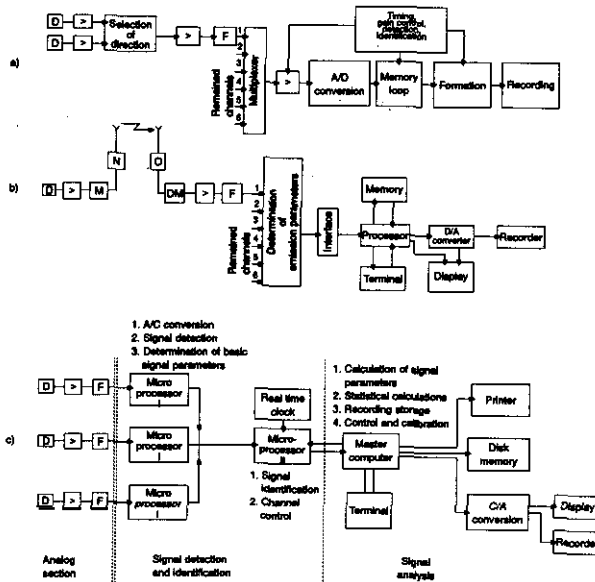 a)
D
>
Selection
of
direction
>
F
D
>
1
2
3
4
5
6
Remained
channels
Multiplexer
>
Timing,
gain control,
detection,
identification
A/D
conversion
Memory
loop
Formation
Recording
b)
D
>
M
N
O
DM
>
F
1
2
3
4
5
6
Remained
channels
Determination
of
emission parameters
Interface
Memory
Processor
Terminal
D/A
converter
Display
Recorder
c)
1. A/C conversion
2. Signal detection
3. Determination of basic
signal parameters
D
>
F
Micro
processor
I
D
>
F
Micro
processor
I
D
>
F
Micro
processor
I
Real time
clock
Micro-
processor
II
1. Signal
identification
2. Channel
control
1. Calculation of signal
parameters
2. Statistical calculations
3. Recording storage
4. Control and calibration
Master
computer
Terminal
Printer
Disk
memory
C/A
conversion
Display
Recorder
Analog
section
Signal detection
and identification
Signal
analysis